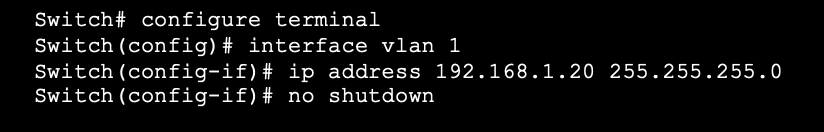 Switch# configure terminal
Switch(config)# interface vlan 1
Switch(config-if)# ip address 192.168.1.20 255.255.255.0
Switch(config-if)# no shutdown